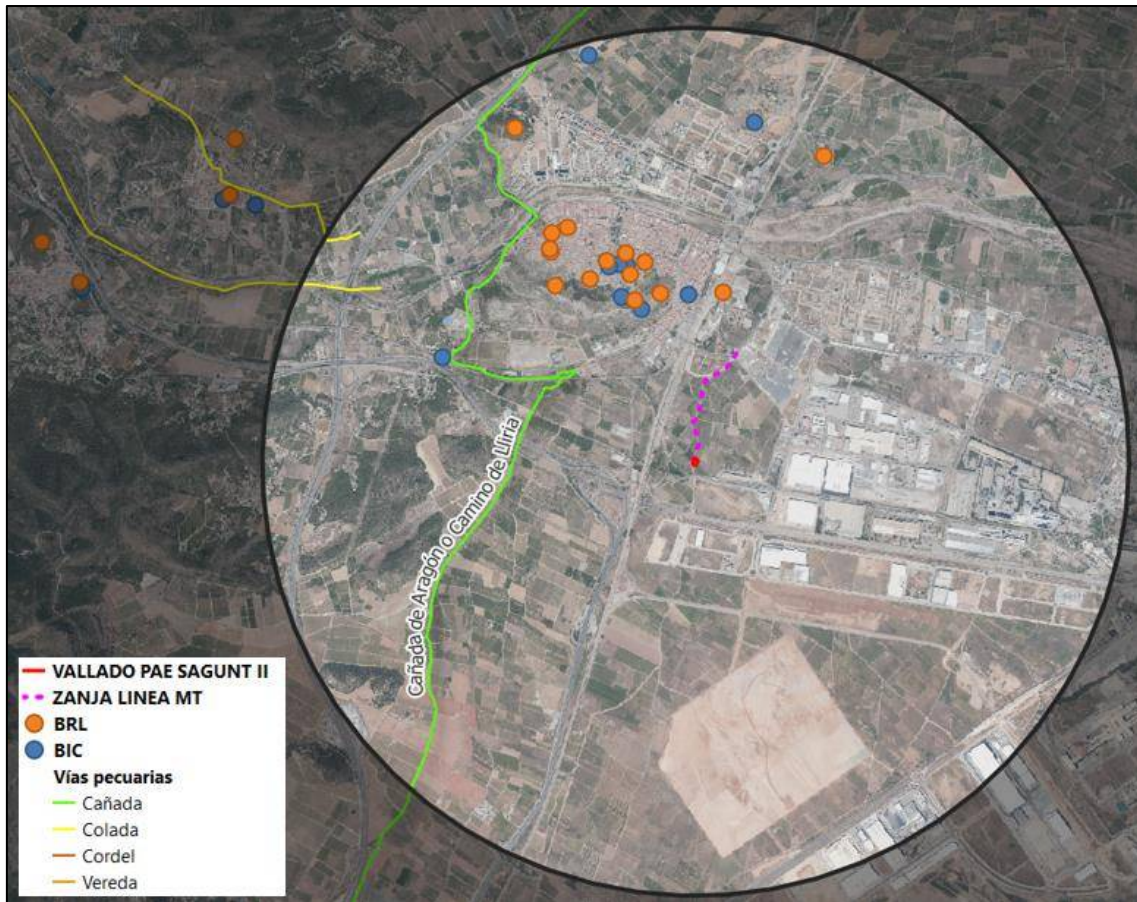 Cañada de Aragón o Camino de Lliria
VALLADO PAE SAGUNT II
ZANJA LINEA MT
BRL
BIC
Vías pecuarias
Cañada
Colada
Cordel
Vereda